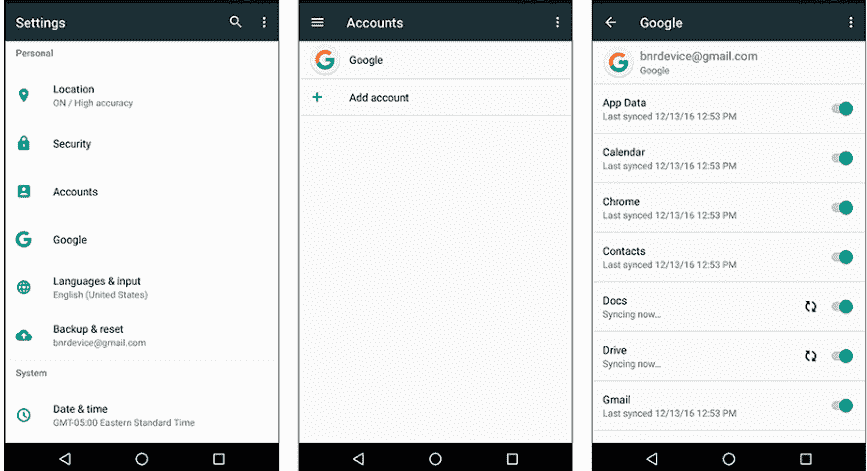 Settings
Personal
Location
ON / High accuracy
Security
Accounts
Google
Languages & input
English (United States)
Backup & reset
bnrdevice@gmail.com
System
Date & time
GMT-05:00 Eastern Standard Time
Accounts
Google
Add account
Google
bnrdevice@gmail.com
Google
App Data
Last synced 12/13/16 12:53 PM
Calendar
Last synced 12/13/16 12:53 PM
Chrome
Last synced 12/13/16 12:53 PM
Contacts
Last synced 12/13/16 12:53 PM
Docs
Syncing now...
Drive
Syncing now...
Gmail
Last synced 12/13/16 12:53 PM